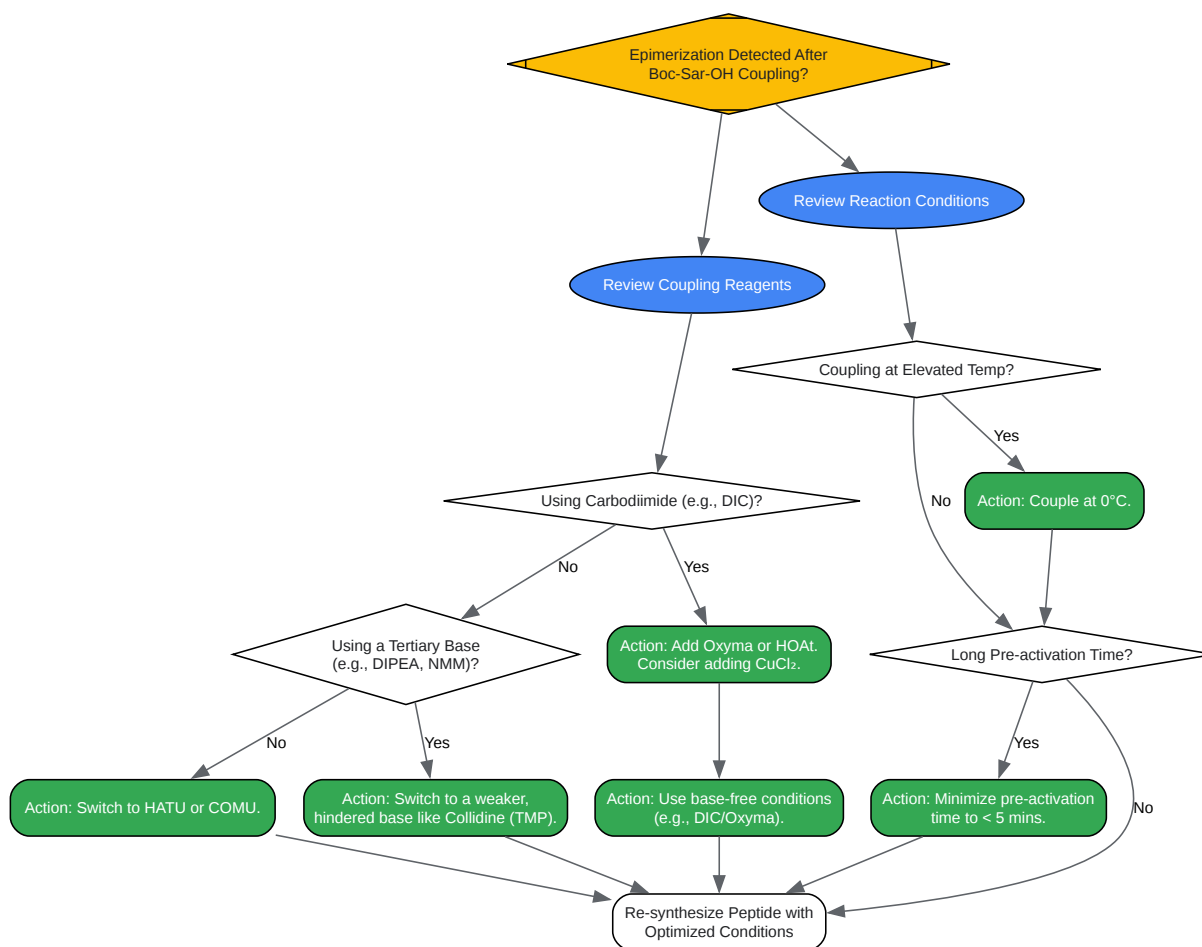 Epimerization Detected After
Boc-Sar-OH Coupling?
Review Reaction Conditions
Review Coupling Reagents
Coupling at Elevated Temp?
Yes
No
Using Carbodiimide (e.g., DIC)?
Action: Couple at 0°C.
No
Yes
Using a Tertiary Base
(e.g., DIPEA, NMM)?
Action: Add Oxyma or HOAt.
Consider adding CuCl₂.
Long Pre-activation Time?
No
Yes
Yes
No
Action: Switch to HATU or COMU.
Action: Switch to a weaker,
hindered base like Collidine (TMP).
Action: Use base-free conditions
(e.g., DIC/Oxyma).
Action: Minimize pre-activation
time to < 5 mins.
Re-synthesize Peptide with
Optimized Conditions